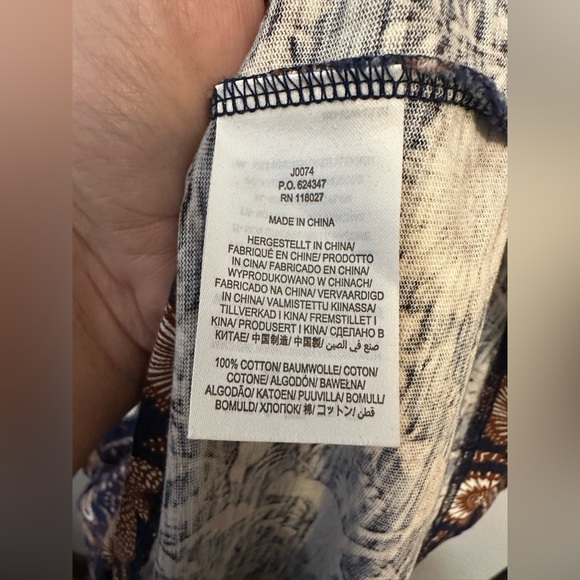 J0074
P.O. 624347
RN 118027
MADE IN CHINA
HERGESTELLT IN CHINA/
FABRIQUÉ EN CHINE/ PRODOTTO
IN CINA/ FABRICADO EN CHINA/
WYPRODUKOWANO W CHINACH/
FABRICADO NA CHINA/ VERVAARDIGD
IN CHINA/ VALMISTETTU KIINASSA/
TILLVERKAD I KINA/ FREMSTILLET I
KINA/ PRODUSERT I KINA/ СДЕЛАНО В
КИТАЕ/ 中国制造/ 中国製/ صنع في الصين/
100% COTTON/ BAUMWOLLE/ COTON/
COTONE/ ALGODÓN/ BAWEŁNA/
ALGODÃO/ KATOEN/ PUUVILLA/ BOMULL/
BOMULD/ ХЛОПОК/ 棉/ コットン/ قطن/